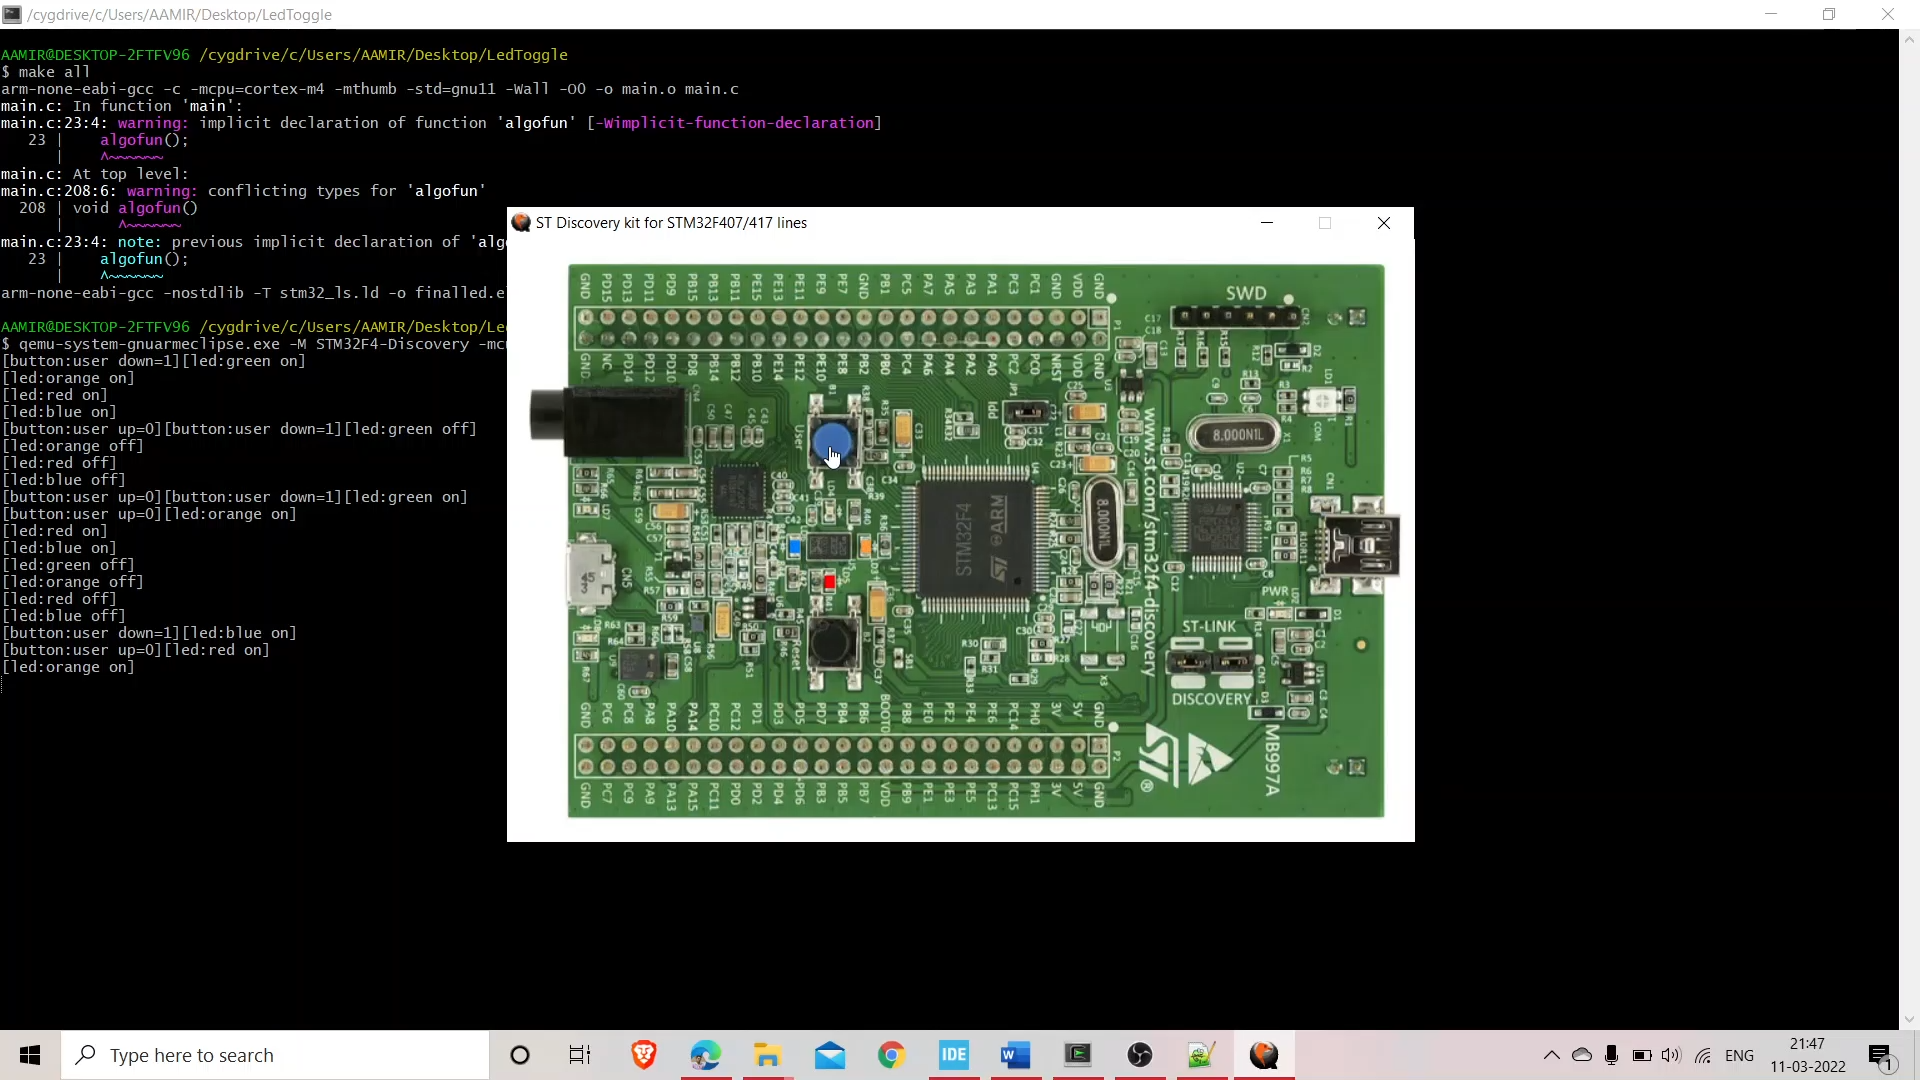 /cygdrive/c/Users/AAMIR/Desktop/LedToggle
AAMIR@DESKTOP-2FTFV96 /cygdrive/c/Users/AAMIR/Desktop/LedToggle
$ make all
arm-none-eabi-gcc -c -mcpu=cortex-m4 -mthumb -std=gnu11 -Wall -O0 -o main.o main.c
main.c: In function 'main':
main.c:23:4: warning: implicit declaration of function 'algofun' [-Wimplicit-function-declaration]
23 | algofun();
| ^~~~~~~
main.c: At top level:
main.c:208:6: warning: conflicting types for 'algofun'
208 | void algofun()
| ^~~~~~~
main.c:23:4: note: previous implicit declaration of 'algo
23 | algofun();
| ^~~~~~~
arm-none-eabi-gcc -nostdlib -T stm32_ls.ld -o finalled.e
AAMIR@DESKTOP-2FTFV96 /cygdrive/c/Users/AAMIR/Desktop/Le
$ qemu-system-gnuarmeclipse.exe -M STM32F4-Discovery -mc
[button:user down=1][led:green on]
[led:orange on]
[led:red on]
[led:blue on]
[button:user up=0][button:user down=1][led:green off]
[led:orange off]
[led:red off]
[led:blue off]
[button:user up=0][button:user down=1][led:green on]
[button:user up=0][led:orange on]
[led:red on]
[led:blue on]
[led:green off]
[led:orange off]
[led:red off]
[led:blue off]
[button:user down=1][led:blue on]
[button:user up=0][led:red on]
[led:orange on]
ST Discovery kit for STM32F407/417 lines
GND PD15 PD13 PD11 PD9 PB15 PB13 PB11 PE15 PE13 PE11 PE9 PE7 GND PB1 PC5 PA7 PA5 PA3 PA1 PC3 PC1 GND VDD GND
GND NC PD14 PD12 PD10 PD8 PB14 PB12 PB10 PE14 PE12 PE10 PE8 PB2 PB0 PC4 PA6 PA4 PA2 PA0 PC2 PC0 NRST VDD GND
SWD
User
8.000N1L
8.000N1L
STM32F4
ARM
www.st.com/stm32f4-discovery
CN5
Reset
PWR
ST-LINK
DISCOVERY
MB997A
GND PC6 PC8 PA8 PA10 PA14 PC10 PC12 PD1 PD3 PD5 PD7 PB4 PB6 BOOT0 PB8 PE0 PE2 PE4 PE6 PC14 PH0 3V 5V GND
GND PC7 PC9 PA9 PA13 PA15 PC11 PD0 PD2 PD4 PD6 PB3 PB5 PB7 VDD PB9 PE1 PE3 PE5 PC13 PC15 PH1 3V 5V GND
Type here to search
IDE
ENG
21:47
11-03-2022
1